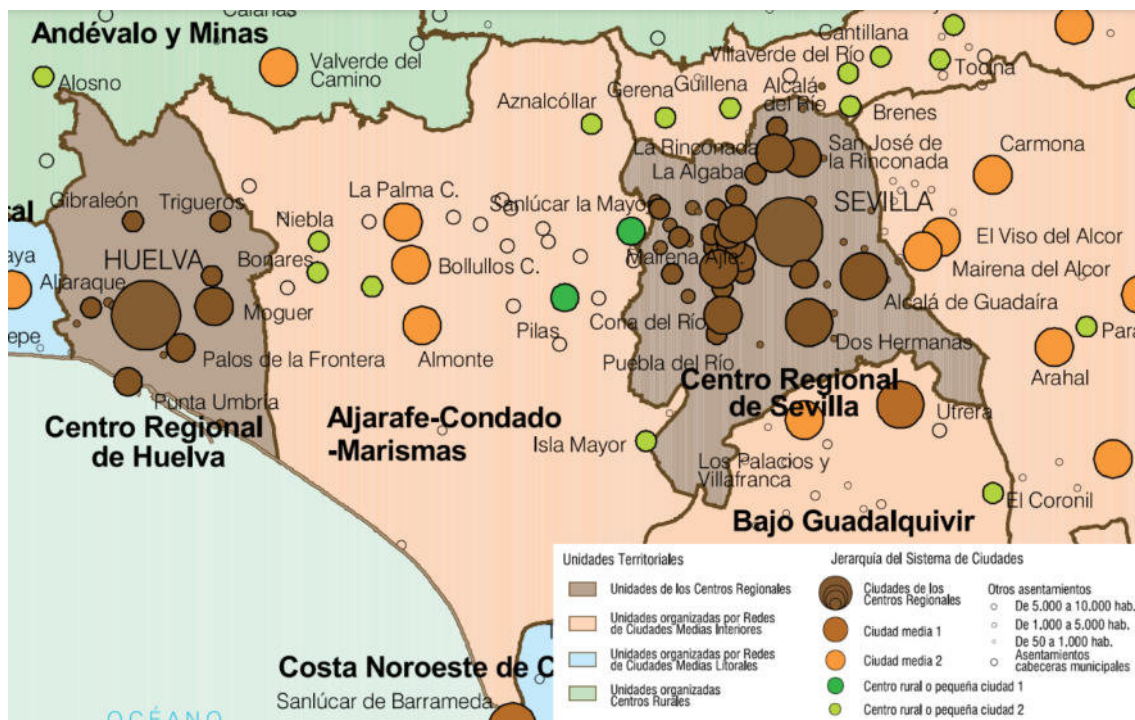 Calañas
Andévalo y Minas
Valverde del
Camino
Alosno
Cantillana
Villaverde del Río
Tocina
Guillena
Gerena
Alcalá
del Río
Aznalcóllar
Brenes
La Rinconada
San José de
la Rinconada
Carmona
La Algaba
Gibraleón
Trigueros
La Palma C.
Sanlúcar la Mayor
SEVILLA
Niebla
HUELVA
Bonares
El Viso del Alcor
Aljaraque
Bollullos C.
Mairena Alje.
Mairena del Alcor
Moguer
Pilas
Coria del Río
Alcalá de Guadaíra
Palos de la Frontera
Almonte
Puebla del Río
Dos Hermanas
Arahal
Punta Umbría
Centro Regional
de Sevilla
Centro Regional
de Huelva
Aljarafe-Condado
-Marismas
Utrera
Isla Mayor
Los Palacios y
Villafranca
El Coronil
Bajo Guadalquivir
Costa Noroeste de C
Sanlúcar de Barrameda
OCÉANO
Unidades Territoriales
Unidades de los Centros Regionales
Unidades organizadas por Redes
de Ciudades Medias Interiores
Unidades organizadas por Redes
de Ciudades Medias Litorales
Unidades organizadas
Centros Rurales
Jerarquía del Sistema de Ciudades
Ciudades de los
Centros Regionales
Ciudad media 1
Ciudad media 2
Centro rural o pequeña ciudad 1
Centro rural o pequeña ciudad 2
Otros asentamientos
De 5.000 a 10.000 hab.
De 1.000 a 5.000 hab.
De 50 a 1.000 hab.
Asentamientos
cabeceras municipales